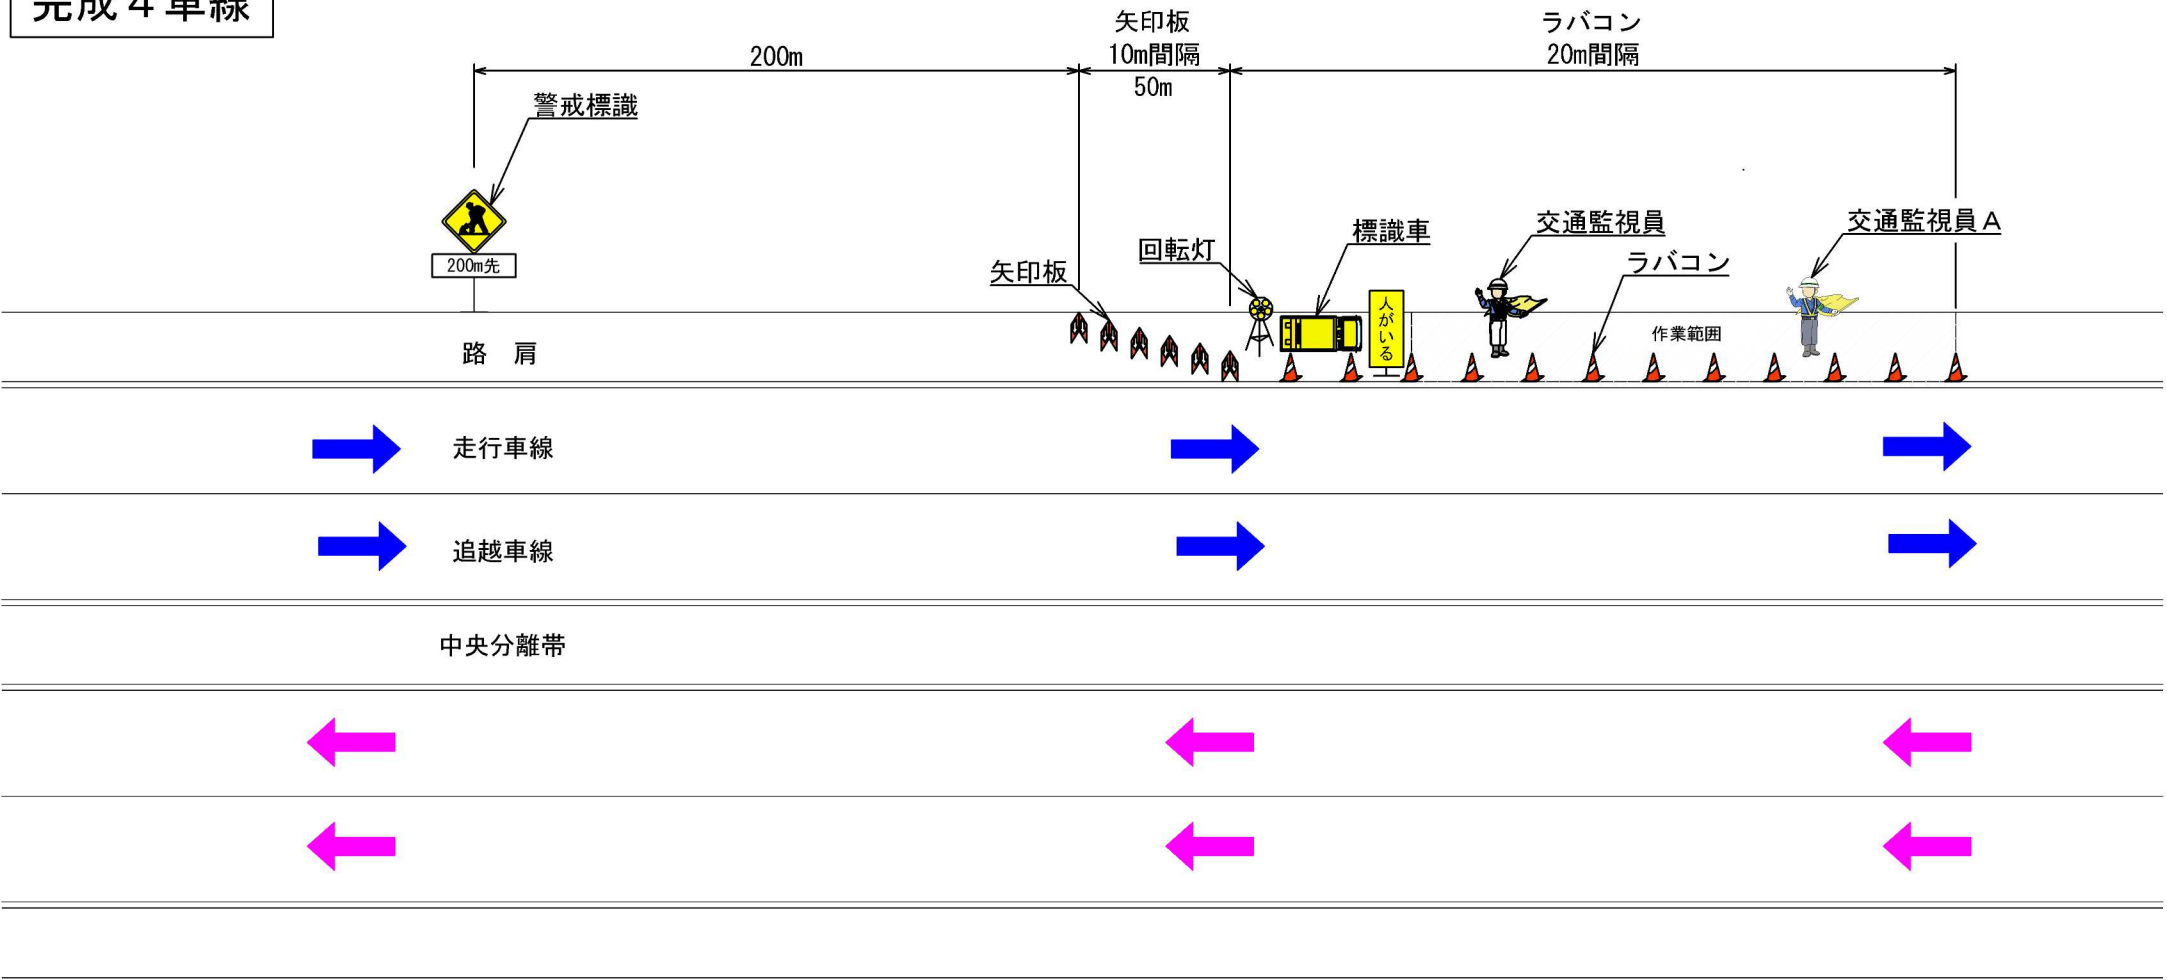 完成４車線
矢印板
10m間隔
50m
ラバコン
20m間隔
200m
警戒標識
200m先
矢印板
回転灯
標識車
人がいる
交通監視員
ラバコン
交通監視員Ａ
作業範囲
路　肩
走行車線
追越車線
中央分離帯